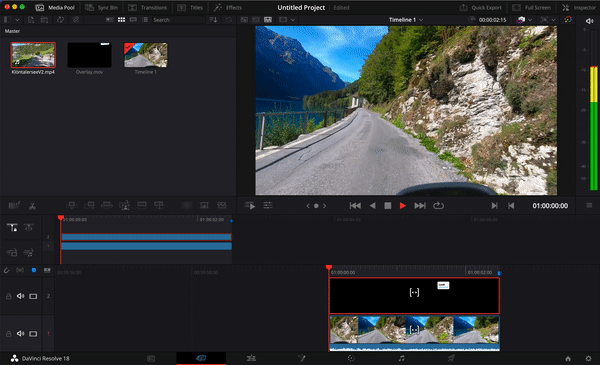 Media Pool Sync Bin Transitions Titles Effects Untitled Project Edited Quick Export Full Screen Inspector
Search Timeline 1 00:00:02:15
Master
KlöntalerseeV2.mp4 Overlay.mov Timeline 1
01:00:00:00
01:00:00:00 01:00:02:00
2
1
01:00:00:00 01:00:02:00
2
1
DaVinci Resolve 18